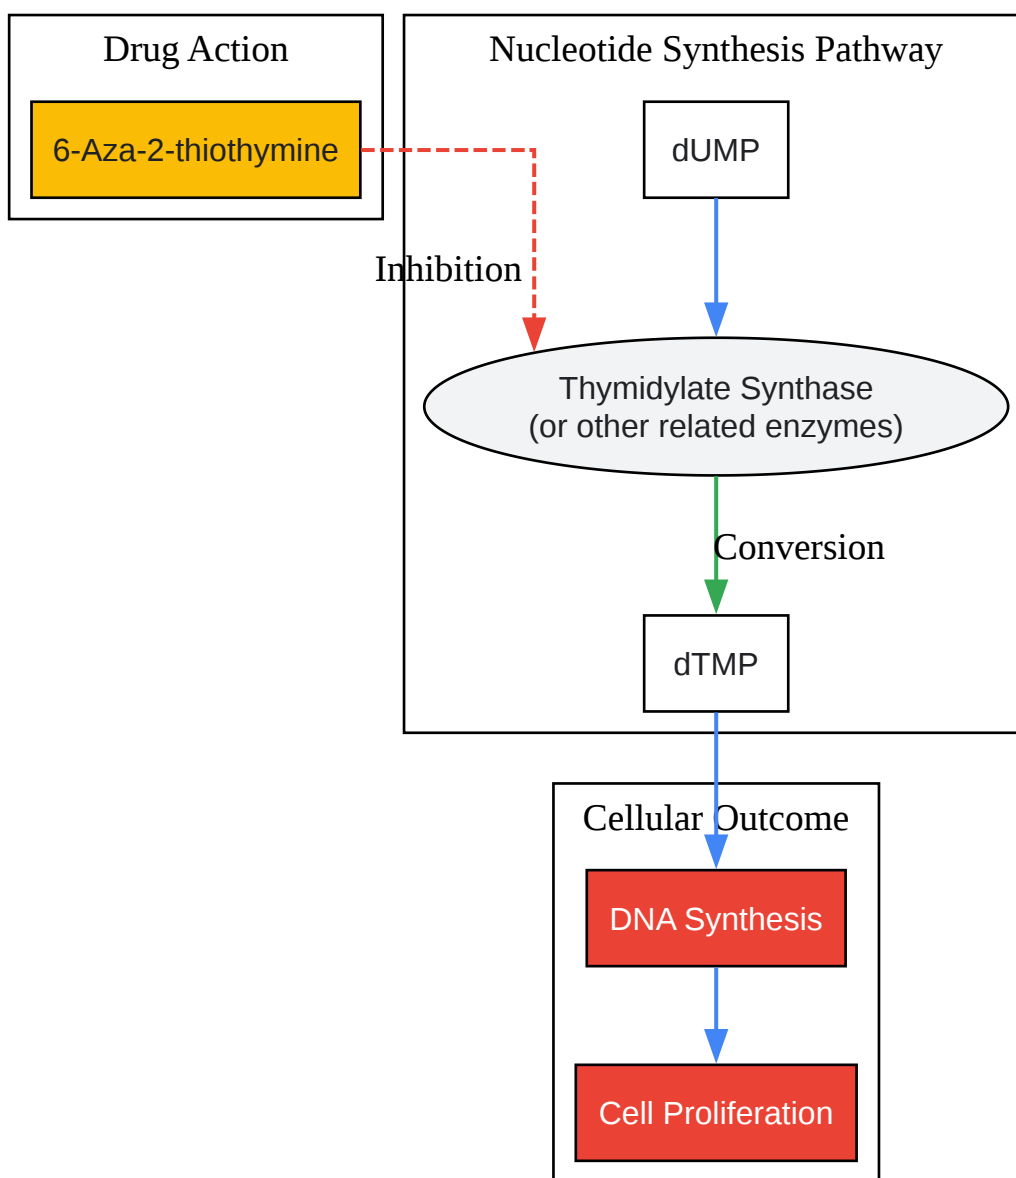 Drug Action
6-Aza-2-thiothymine
Nucleotide Synthesis Pathway
dUMP
Inhibition
Thymidylate Synthase
(or other related enzymes)
Conversion
dTMP
Cellular Outcome
DNA Synthesis
Cell Proliferation